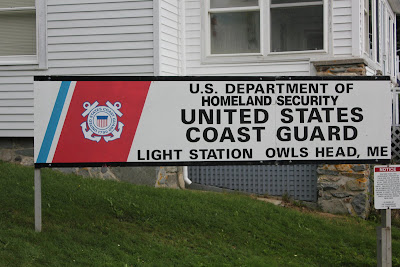 U.S. DEPARTMENT OF
HOMELAND SECURITY
UNITED STATES
COAST GUARD
LIGHT STATION OWLS HEAD, ME
NOTICE